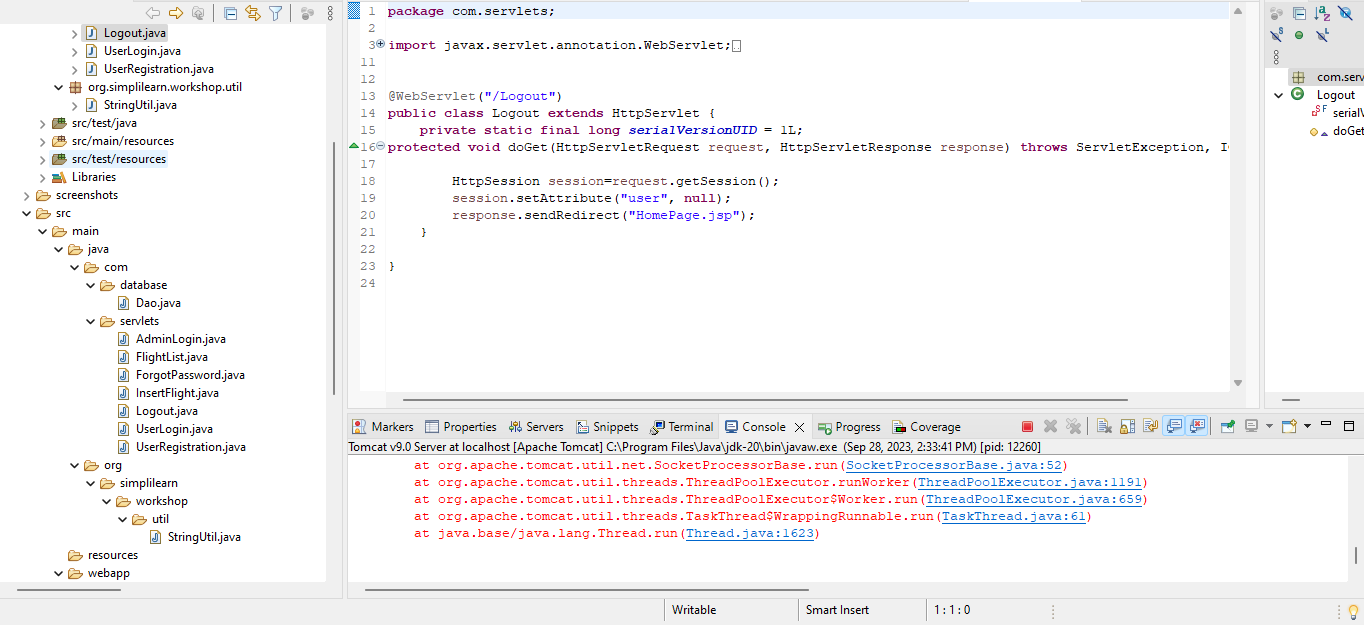 Logout.java
UserLogin.java
UserRegistration.java
org.simplilearn.workshop.util
StringUtil.java
src/test/java
src/main/resources
src/test/resources
Libraries
screenshots
src
main
java
com
database
Dao.java
servlets
AdminLogin.java
FlightList.java
ForgotPassword.java
InsertFlight.java
Logout.java
UserLogin.java
UserRegistration.java
org
simplilearn
workshop
util
StringUtil.java
resources
webapp
1 package com.servlets;
2
3 import javax.servlet.annotation.WebServlet;
11
12
13 @WebServlet("/Logout")
14 public class Logout extends HttpServlet {
15 private static final long serialVersionUID = 1L;
16 protected void doGet(HttpServletRequest request, HttpServletResponse response) throws ServletException, I
17
18 HttpSession session=request.getSession();
19 session.setAttribute("user", null);
20 response.sendRedirect("HomePage.jsp");
21 }
22
23 }
24
com.serv
Logout
serialV
doGet
Markers Properties Servers Snippets Terminal Console Progress Coverage
Tomcat v9.0 Server at localhost [Apache Tomcat] C:\Program Files\Java\jdk-20\bin\javaw.exe (Sep 28, 2023, 2:33:41 PM) [pid: 12260]
at org.apache.tomcat.util.net.SocketProcessorBase.run(SocketProcessorBase.java:52)
at org.apache.tomcat.util.threads.ThreadPoolExecutor.runWorker(ThreadPoolExecutor.java:1191)
at org.apache.tomcat.util.threads.ThreadPoolExecutor$Worker.run(ThreadPoolExecutor.java:659)
at org.apache.tomcat.util.threads.TaskThread$WrappingRunnable.run(TaskThread.java:61)
at java.base/java.lang.Thread.run(Thread.java:1623)
Writable Smart Insert 1 : 1 : 0